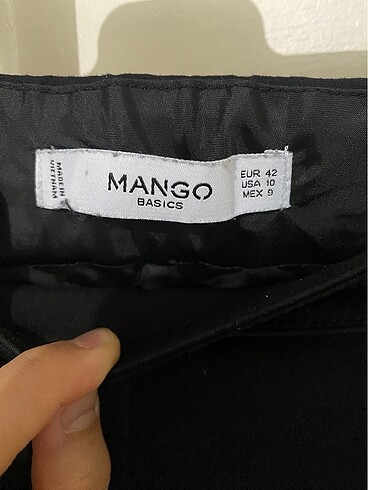 MADE IN
VIETNAM
MANGO
BASICS
EUR 42
USA 10
MEX 9